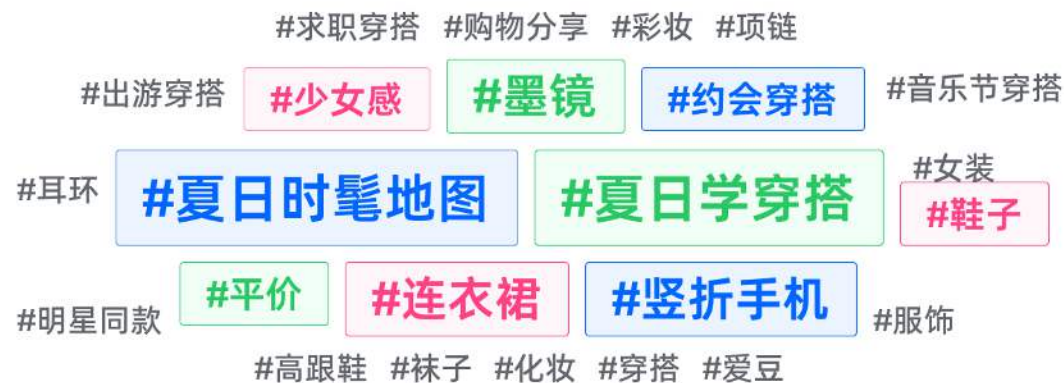 #求职穿搭 #购物分享 #彩妆 #项链
#出游穿搭 #少女感 #墨镜 #约会穿搭 #音乐节穿搭
#耳环 #夏日时髦地图 #夏日学穿搭 #女装
#鞋子
#明星同款 #平价 #连衣裙 #竖折手机 #服饰
#高跟鞋 #袜子 #化妆 #穿搭 #爱豆